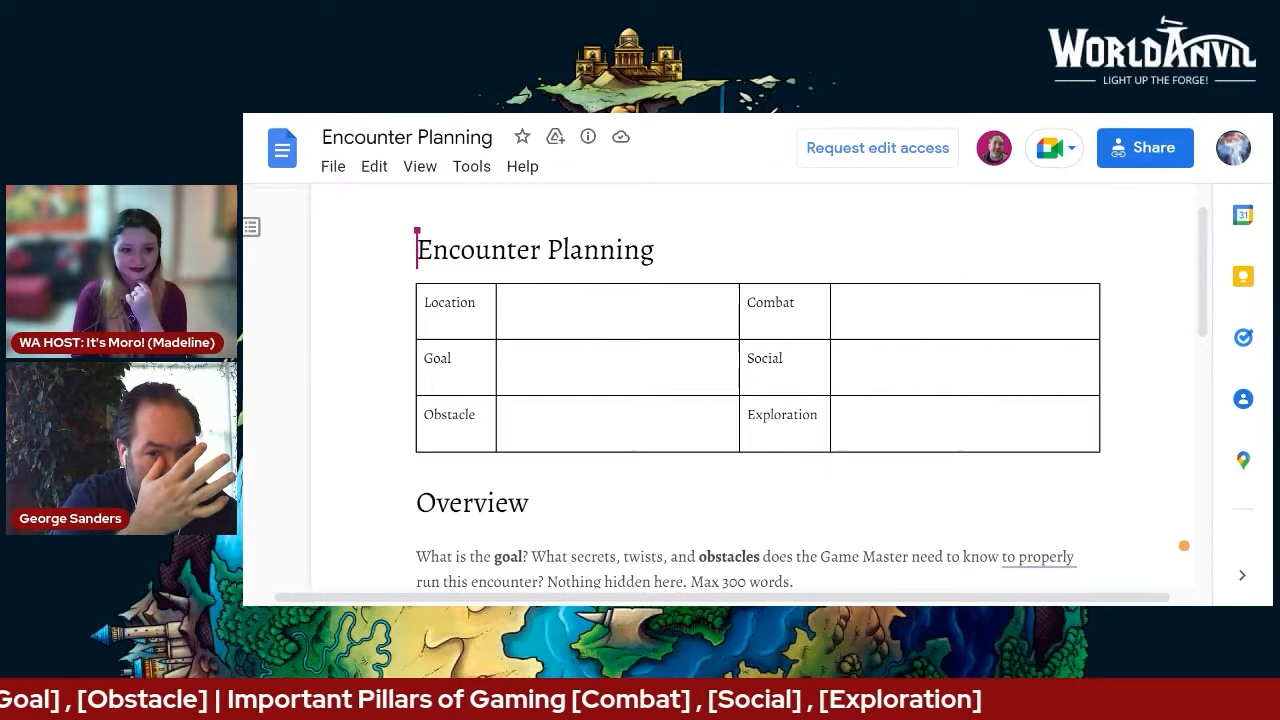 WORLDANVIL
LIGHT UP THE FORGE!
Encounter Planning
Request edit access
Share
File Edit View Tools Help
31
Encounter Planning
Location Combat
Goal Social
Obstacle Exploration
Overview
What is the goal? What secrets, twists, and obstacles does the Game Master need to know to properly
run this encounter? Nothing hidden here. Max 300 words.
WA HOST: It's Moro! (Madeline)
George Sanders
Goal] , [Obstacle] | Important Pillars of Gaming [Combat] , [Social] , [Exploration]